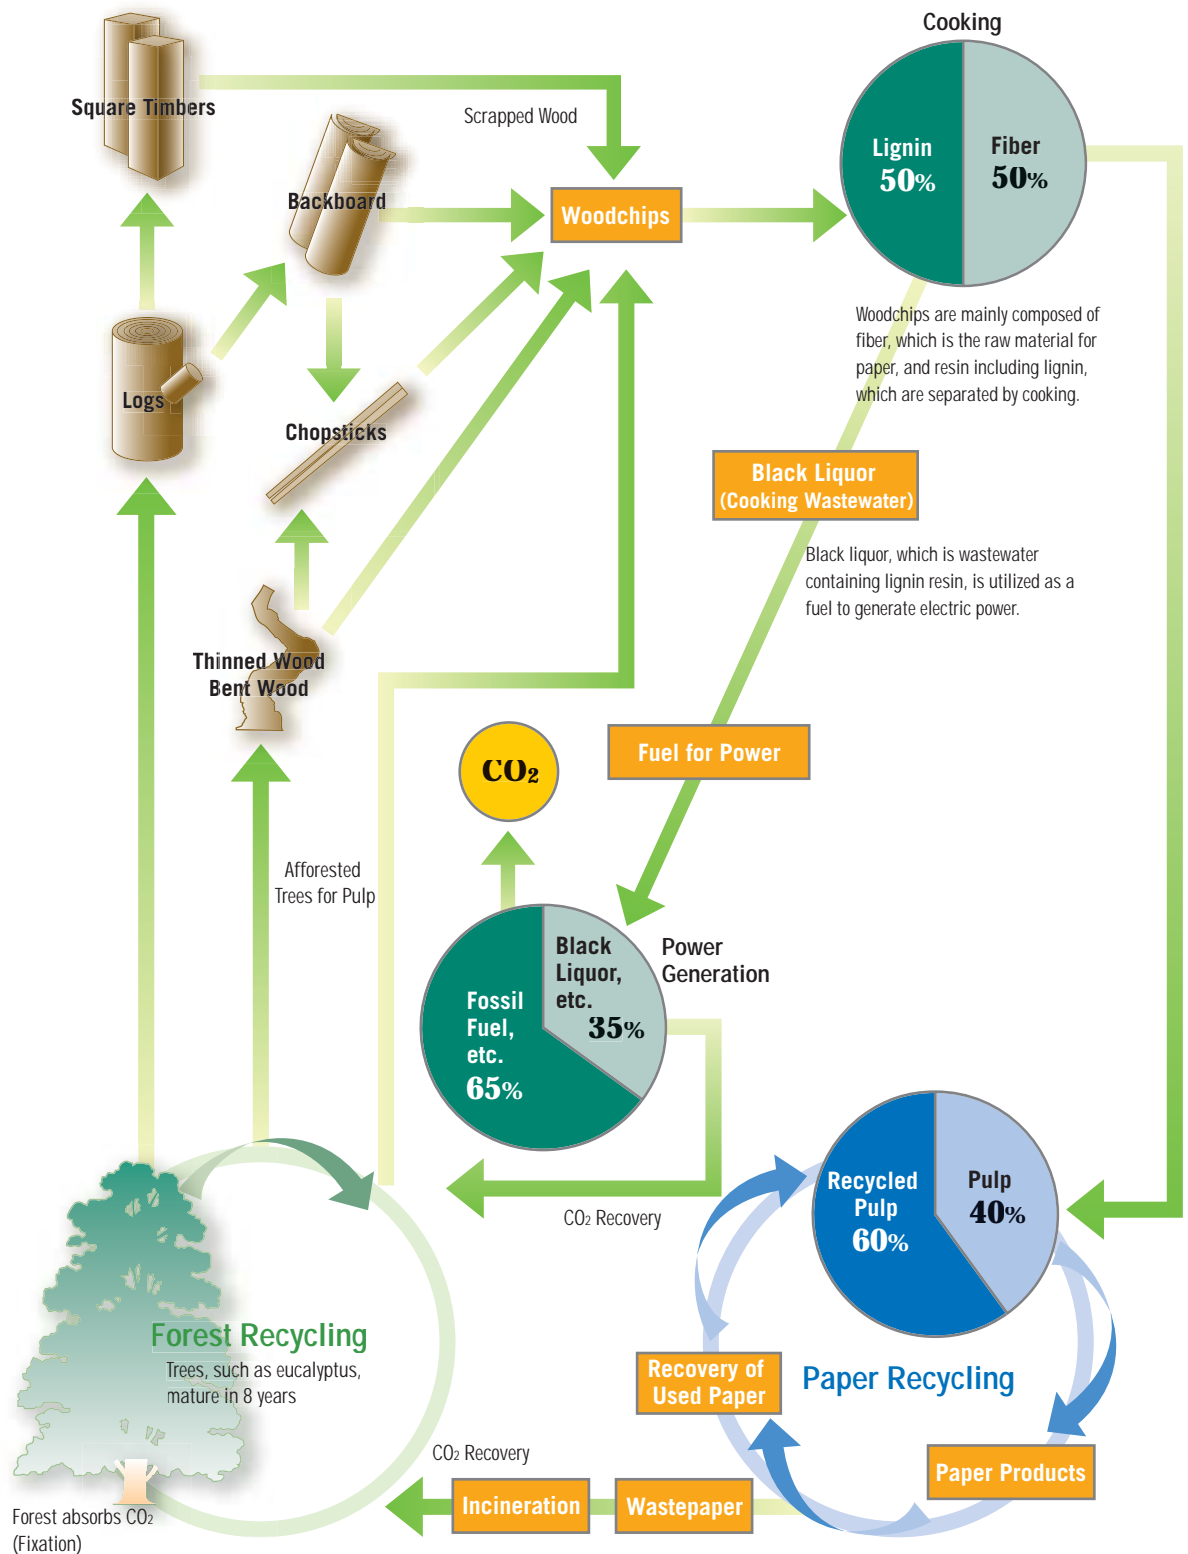 Cooking
Square Timbers
Scrapped Wood
Lignin
50%
Fiber
50%
Backboard
Woodchips
Woodchips are mainly composed of
fiber, which is the raw material for
paper, and resin including lignin,
which are separated by cooking.
Logs
Chopsticks
Black Liquor
(Cooking Wastewater)
Black liquor, which is wastewater
containing lignin resin, is utilized as a
fuel to generate electric power.
Thinned Wood
Bent Wood
Fuel for Power
CO₂
Afforested
Trees for Pulp
Black
Liquor,
etc.
35%
Power
Generation
Fossil
Fuel,
etc.
65%
Recycled
Pulp
60%
Pulp
40%
CO₂ Recovery
Forest Recycling
Trees, such as eucalyptus,
mature in 8 years
Recovery of
Used Paper
Paper Recycling
CO₂ Recovery
Paper Products
Incineration
Wastepaper
Forest absorbs CO₂
(Fixation)